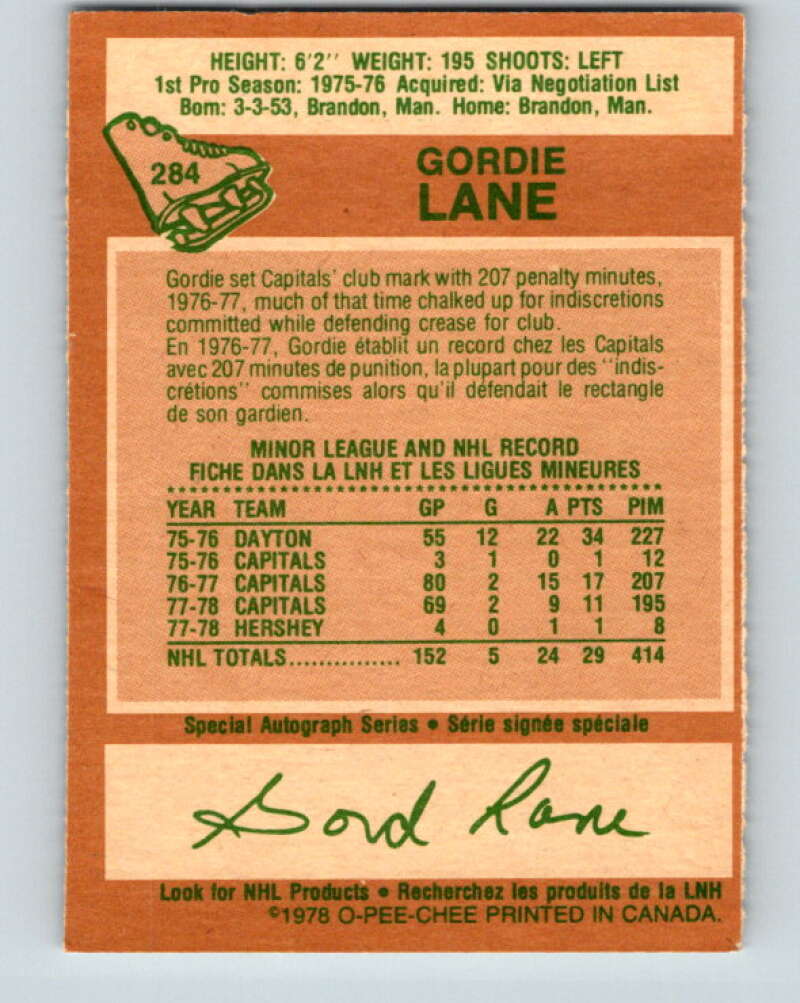 HEIGHT: 6'2'' WEIGHT: 195 SHOOTS: LEFT
1st Pro Season: 1975-76 Acquired: Via Negotiation List
Born: 3-3-53, Brandon, Man. Home: Brandon, Man.
284
GORDIE
LANE
Gordie set Capitals' club mark with 207 penalty minutes,
1976-77, much of that time chalked up for indiscretions
committed while defending crease for club.
En 1976-77, Gordie établit un record chez les Capitals
avec 207 minutes de punition, la plupart pour des ''indis-
crétions'' commises alors qu'il défendait le rectangle
de son gardien.
MINOR LEAGUE AND NHL RECORD
FICHE DANS LA LNH ET LES LIGUES MINEURES
YEAR TEAM GP G A PTS PIM
75-76 DAYTON 55 12 22 34 227
75-76 CAPITALS 3 1 0 1 12
76-77 CAPITALS 80 2 15 17 207
77-78 CAPITALS 69 2 9 11 195
77-78 HERSHEY 4 0 1 1 8
NHL TOTALS............... 152 5 24 29 414
Special Autograph Series • Série signée spéciale
Gord Lane
Look for NHL Products • Recherchez les produits de la LNH
©1978 O-PEE-CHEE PRINTED IN CANADA.